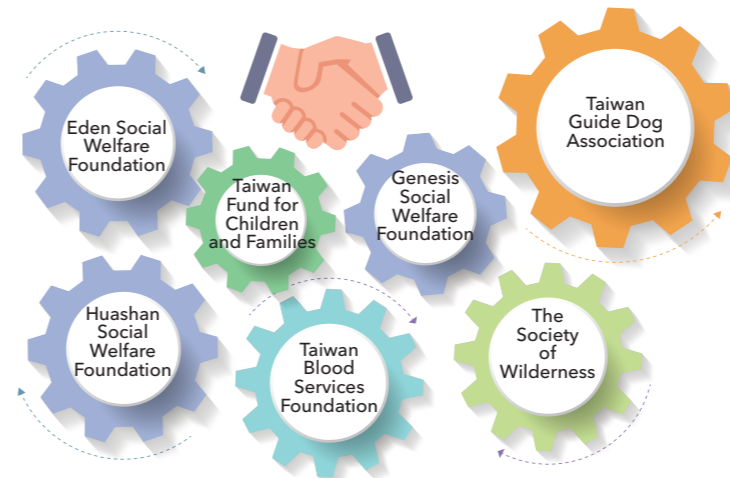 Eden Social
Welfare
Foundation
Taiwan
Fund for
Children
and Families
Genesis
Social
Welfare
Foundation
Taiwan
Guide Dog
Association
Huashan
Social
Welfare
Foundation
Taiwan
Blood
Services
Foundation
The
Society
of
Wilderness